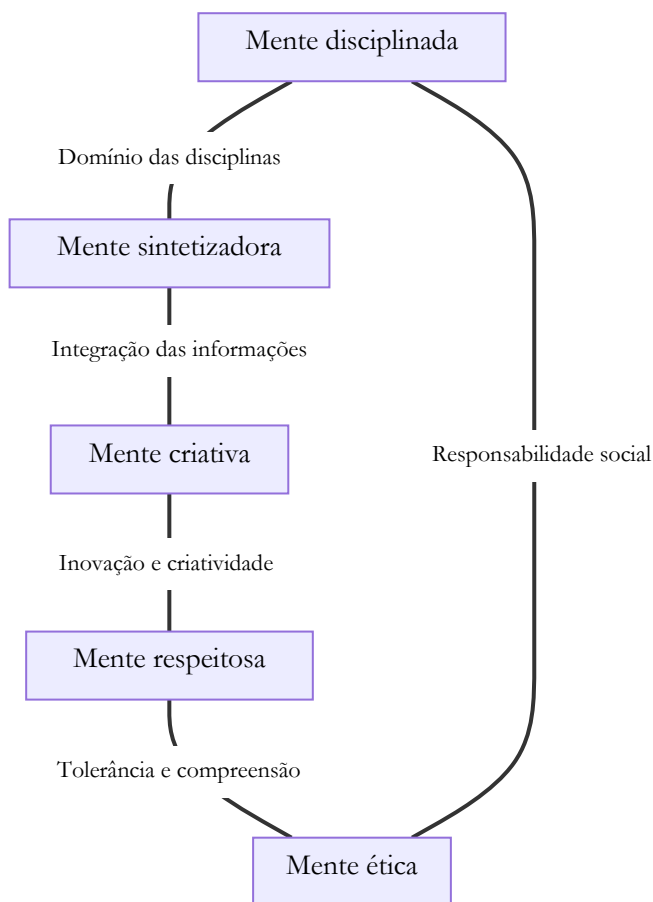 Mente disciplinada
Domínio das disciplinas
Mente sintetizadora
Integração das informações
Mente criativa
Responsabilidade social
Inovação e criatividade
Mente respeitosa
Tolerância e compreensão
Mente ética